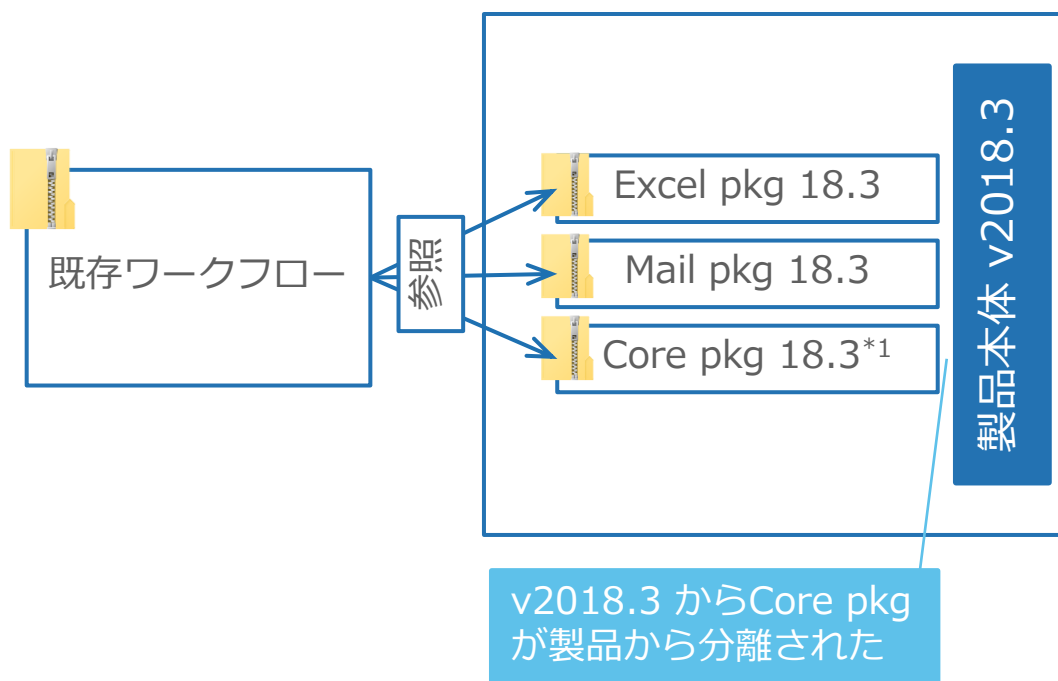 既存ワークフロー
参照
Excel pkg 18.3
Mail pkg 18.3
Core pkg 18.3*1
製品本体 v2018.3
v2018.3 からCore pkg
が製品から分離された